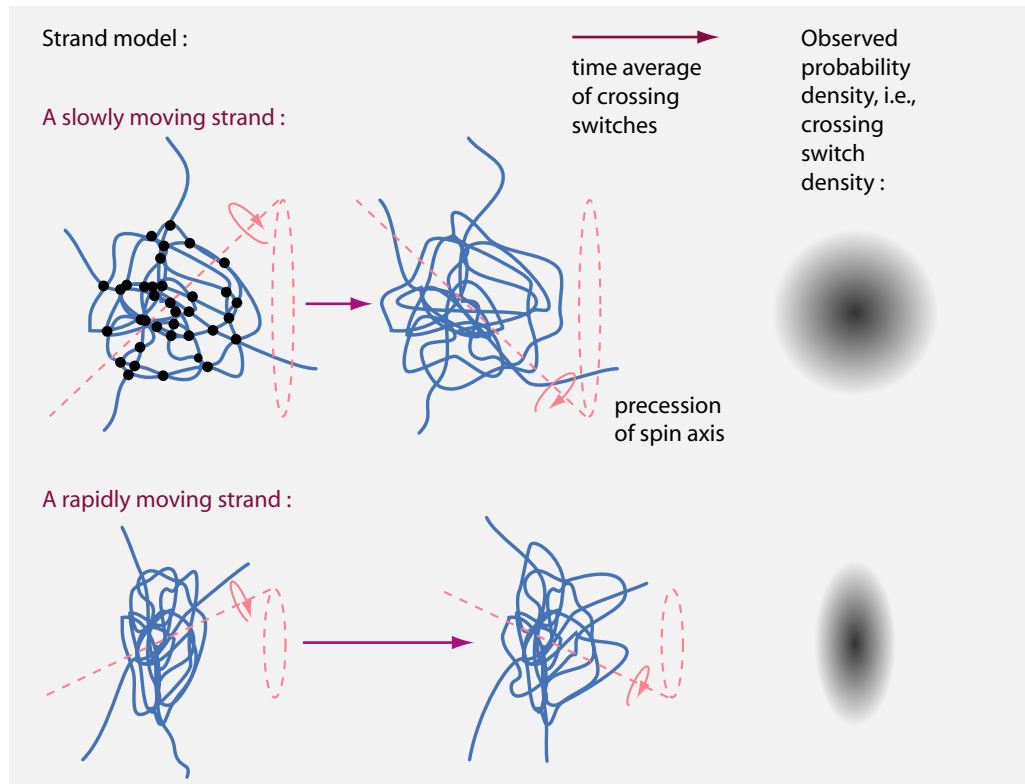 Strand model :
time average
of crossing
switches
Observed
probability
density, i.e.,
crossing
switch
density :
A slowly moving strand :
precession
of spin axis
A rapidly moving strand :